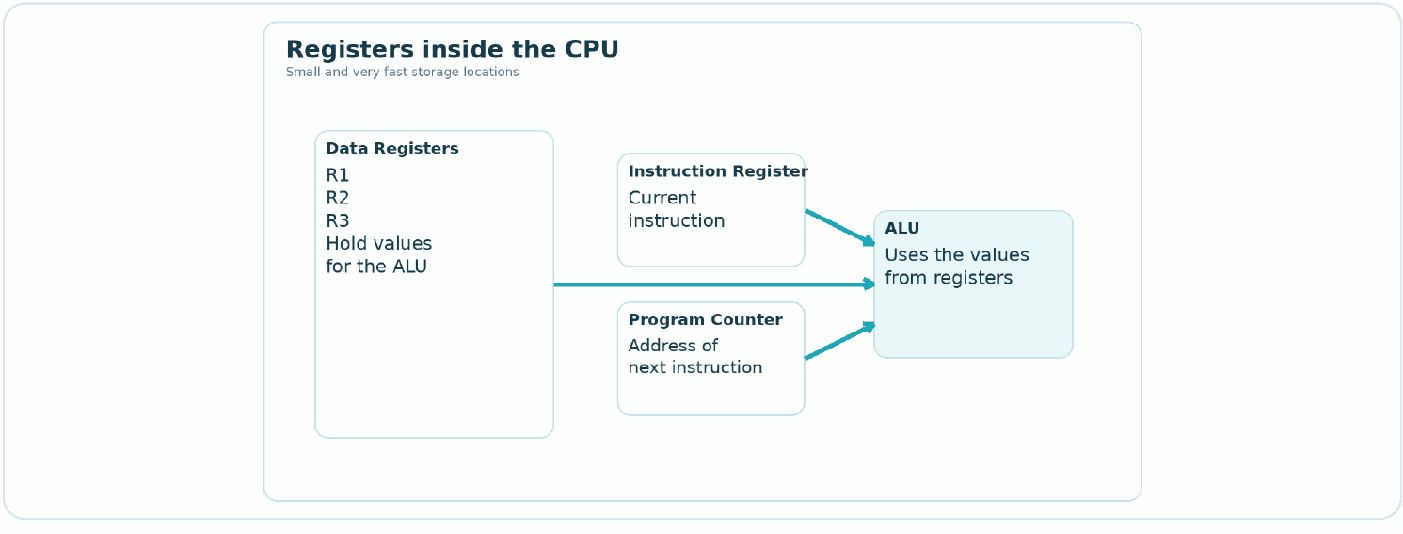 Registers inside the CPU
Small and very fast storage locations
Data Registers
R1
R2
R3
Hold values
for the ALU
Instruction Register
Current
instruction
Program Counter
Address of
next instruction
ALU
Uses the values
from registers